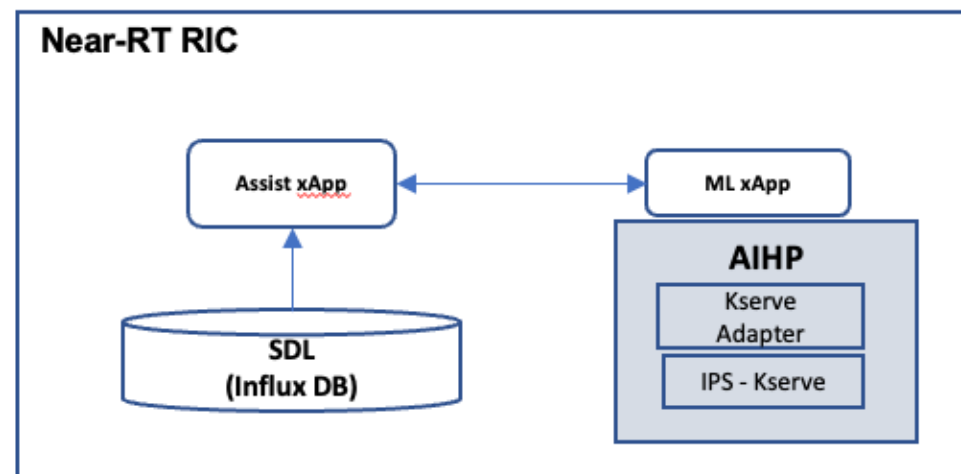 Near-RT RIC
Assist xApp
ML xApp
AIHP
Kserve
Adapter
IPS - Kserve
SDL
(Influx DB)